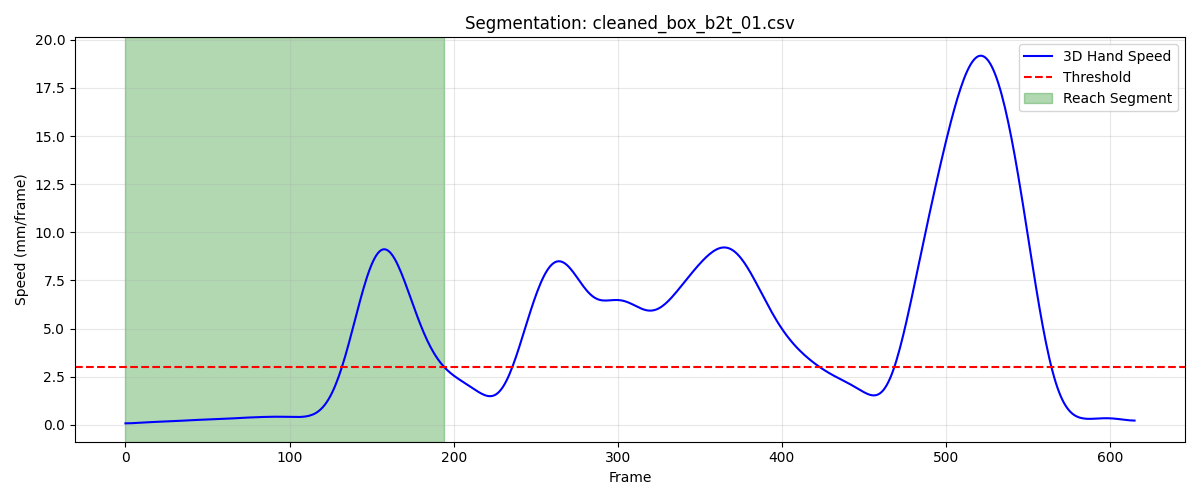 Segmentation: cleaned_box_b2t_01.csv
20.0
17.5
15.0
12.5
10.0
7.5
5.0
2.5
0.0
Speed (mm/frame)
3D Hand Speed
Threshold
Reach Segment
0 100 200 300 400 500 600
Frame